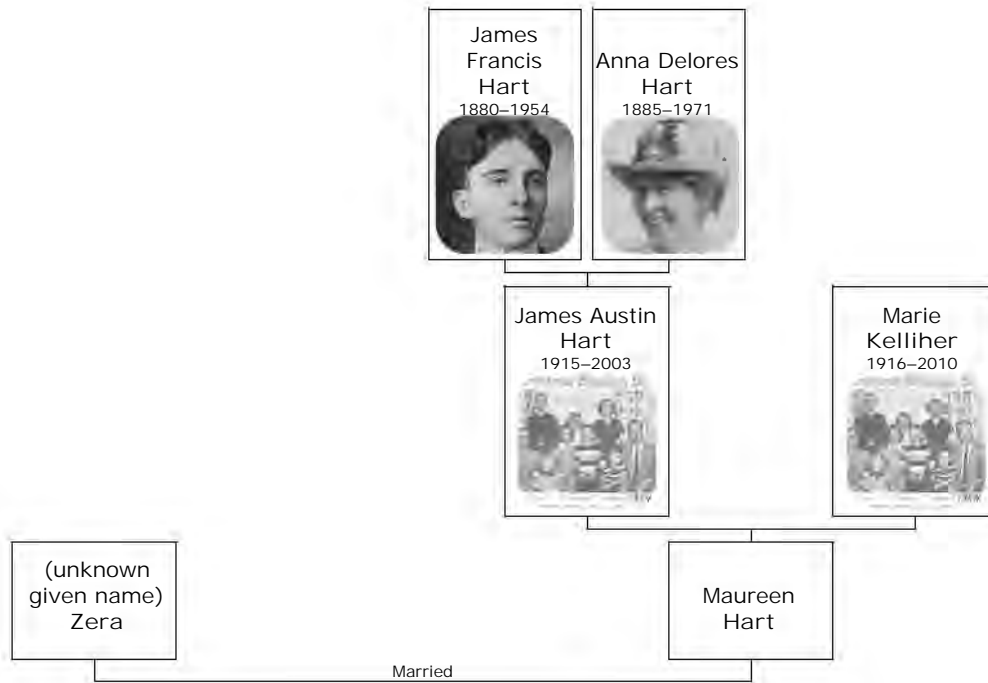 James
Francis
Hart
1880–1954
Anna Delores
Hart
1885–1971
James Austin
Hart
1915–2003
Marie
Kelliher
1916–2010
(unknown
given name)
Zera
Maureen
Hart
Married